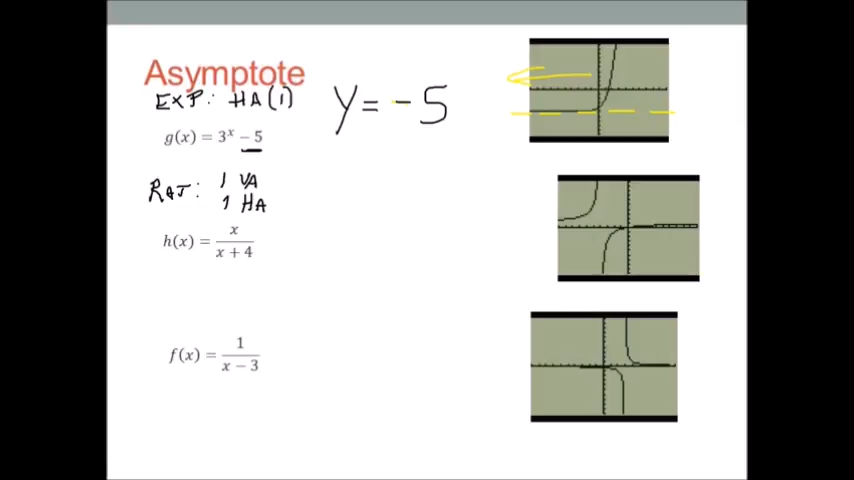 Asymptote
EXP: HA (1)
y = -5
g(x) = 3^x − 5
RAT: 1 VA
1 HA
h(x) = x / (x + 4)
f(x) = 1 / (x − 3)